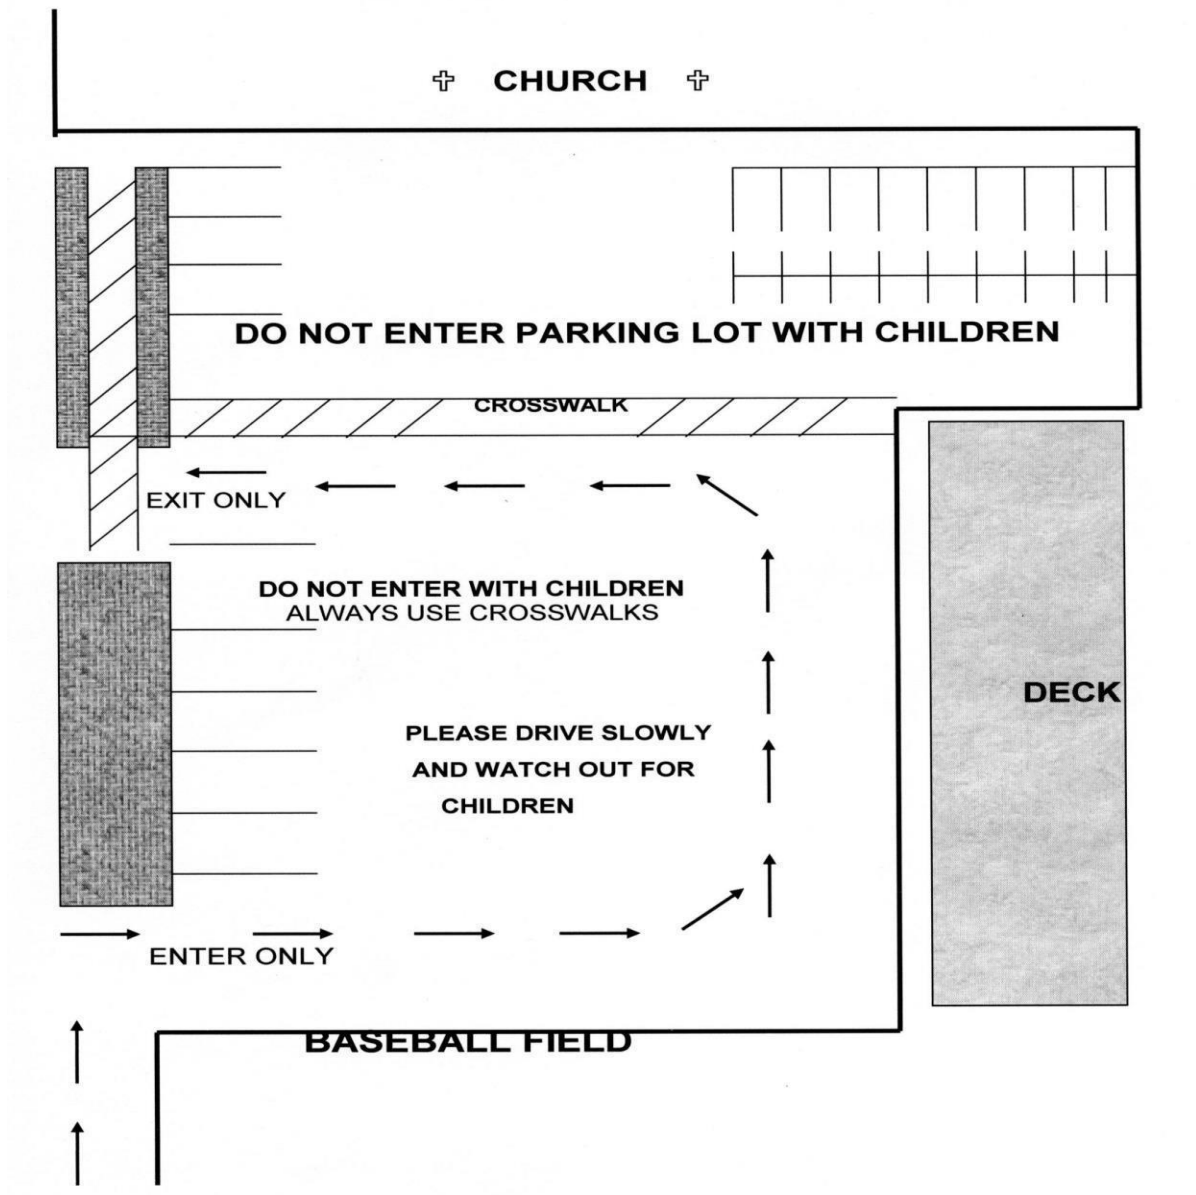 CHURCH
DO NOT ENTER PARKING LOT WITH CHILDREN
CROSSWALK
EXIT ONLY
DO NOT ENTER WITH CHILDREN
ALWAYS USE CROSSWALKS
DECK
PLEASE DRIVE SLOWLY
AND WATCH OUT FOR
CHILDREN
ENTER ONLY
BASEBALL FIELD